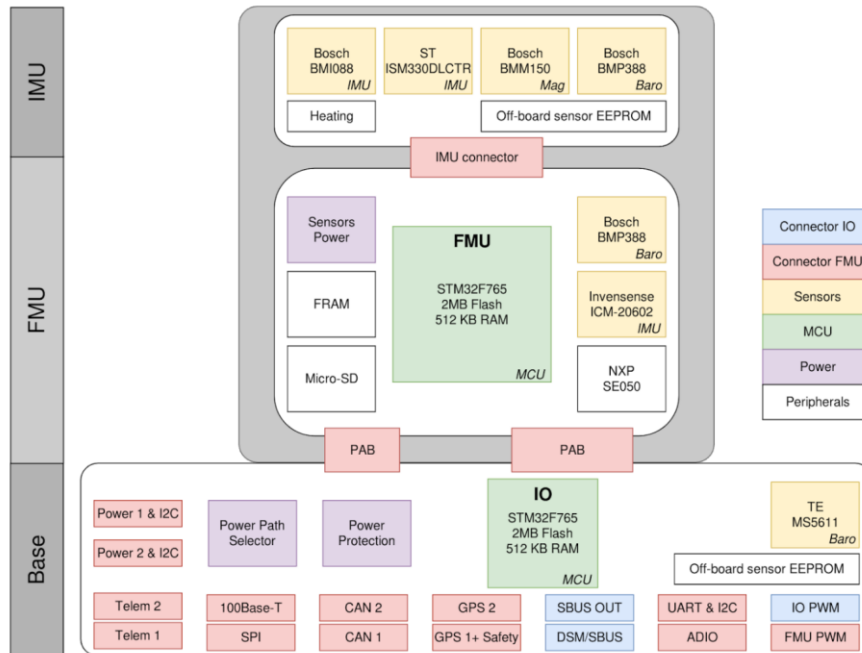 IMU
Bosch
BMI088
IMU
ST
ISM330DLCTR
IMU
Bosch
BMM150
Mag
Bosch
BMP388
Baro
Heating
Off-board sensor EEPROM
IMU connector
FMU
Sensors
Power
FMU
STM32F765
2MB Flash
512 KB RAM
MCU
Bosch
BMP388
Baro
FRAM
Invensense
ICM-20602
IMU
Micro-SD
NXP
SE050
Connector IO
Connector FMU
Sensors
MCU
Power
Peripherals
PAB
PAB
Base
Power 1 & I2C
Power 2 & I2C
Power Path
Selector
Power
Protection
IO
STM32F765
2MB Flash
512 KB RAM
MCU
TE
MS5611
Baro
Off-board sensor EEPROM
Telem 2
100Base-T
CAN 2
GPS 2
SBUS OUT
UART & I2C
IO PWM
Telem 1
SPI
CAN 1
GPS 1+ Safety
DSM/SBUS
ADIO
FMU PWM